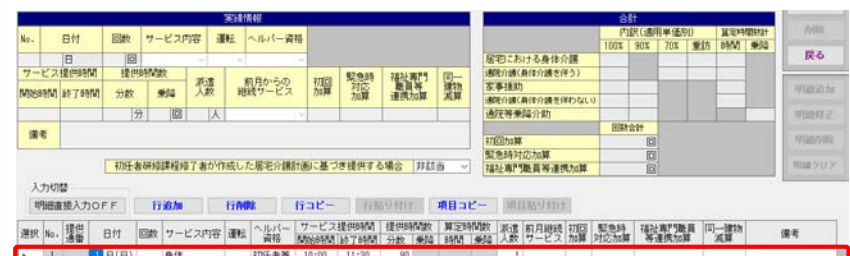 実績情報
No. 日付 回数 サービス内容 運転 ヘルパー資格
日 回
サービス提供時間 提供時間数 派遣人数 前月からの継続サービス 初回加算 緊急時対応加算 福祉専門職員等連携加算 同一建物減算
開始時間 終了時間 分数 乗降
分 回 人
備考
初任者研修課程修了者が作成した居宅介護計画に基づき提供する場合 非該当
合計
内訳(適用単価別) 算定時間数計
100% 90% 70% 重訪 時間 乗降
居宅における身体介護
通院介護(身体介護を伴う)
家事援助
通院介護(身体介護を伴わない)
通院等乗降介助
回数合計
初回加算 回
緊急時対応加算 回
福祉専門職員等連携加算 回
削除
戻る
明細追加
明細修正
明細削除
明細クリア
入力切替
明細直接入力OFF 行追加 行削除 行コピー 行貼り付け 項目コピー 項目貼り付け
選択 No. 提供通番 日付 回数 サービス内容 運転 ヘルパー資格 サービス提供時間 提供時間数 算定時間数 派遣人数 前月継続サービス 初回加算 緊急時対応加算 福祉専門職員等連携加算 同一建物減算 備考
開始時間 終了時間 分数 乗降 時間 乗降
1 1 日(日) 身体 初任者等 10:00 11:30 90 1